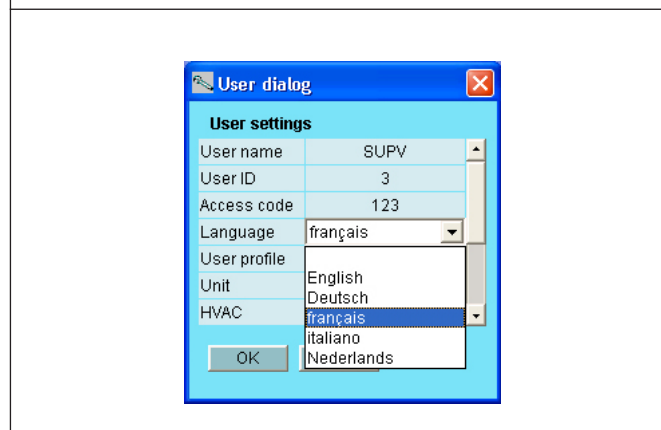 User dialog
User settings
User name SUPV
User ID 3
Access code 123
Language français
User profile
Unit
HVAC
English
Deutsch
français
italiano
Nederlands
OK